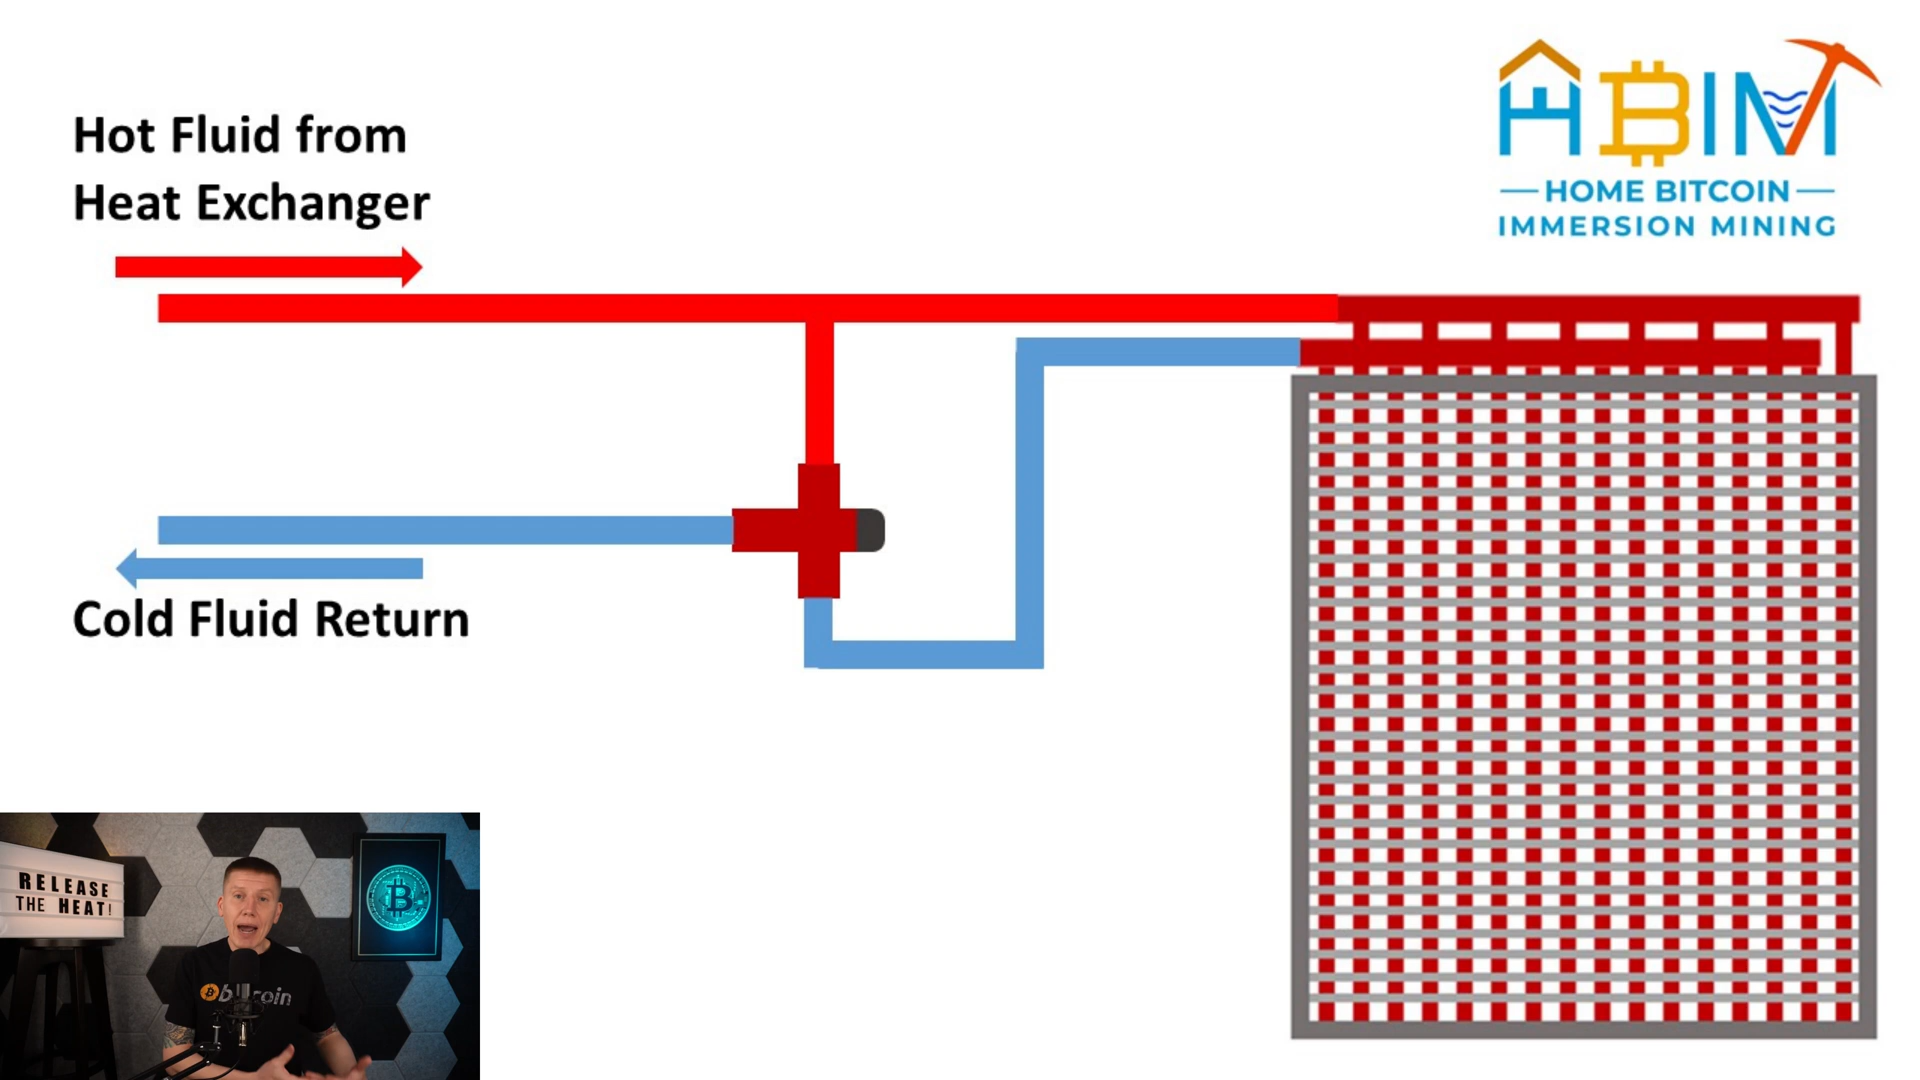 Hot Fluid from
Heat Exchanger
HBIM
HOME BITCOIN
IMMERSION MINING
Cold Fluid Return
RELEASE
THE HEAT!